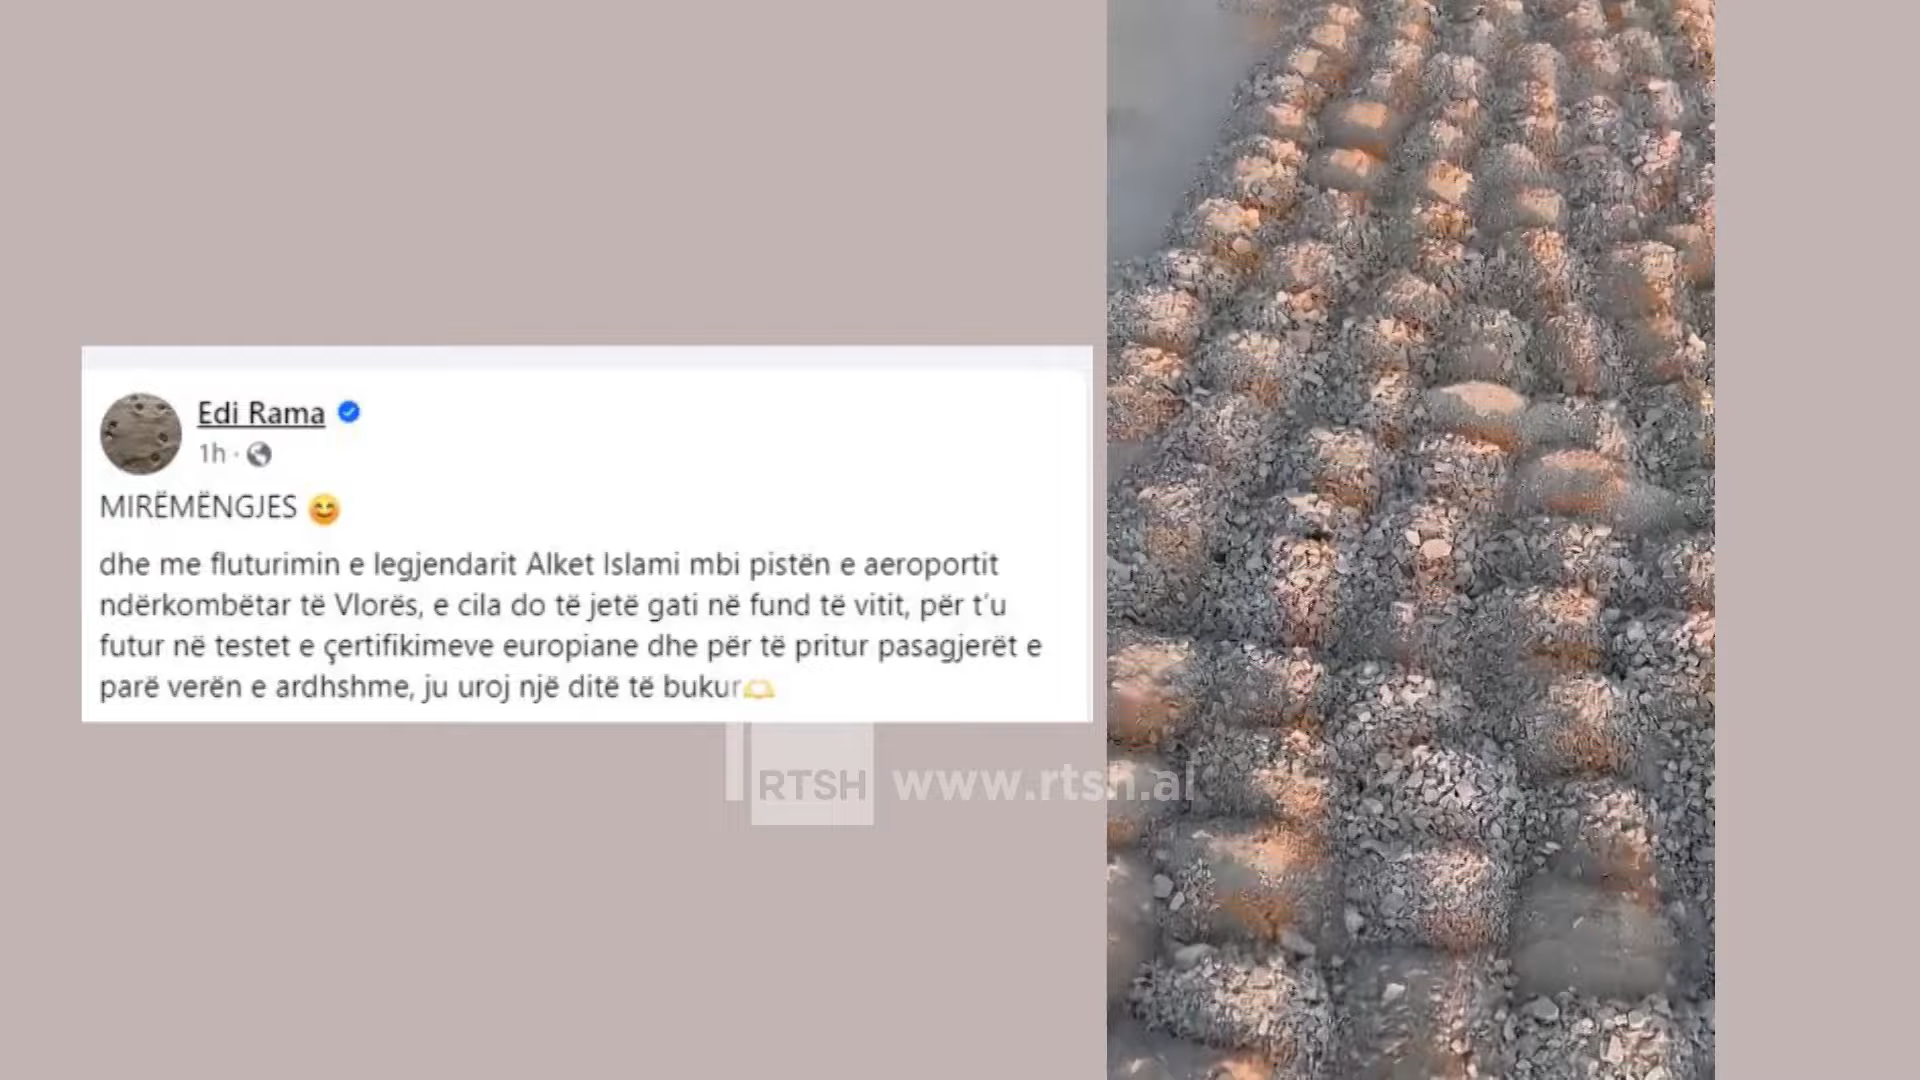 Edi Rama
1h ·
MIRËMËNGJES 😊
dhe me fluturimin e legjendarit Alket Islami mbi pistën e aeroportit
ndërkombëtar të Vlorës, e cila do të jetë gati në fund të vitit, për t'u
futur në testet e çertifikimeve europiane dhe për të pritur pasagjerët e
parë verën e ardhshme, ju uroj një ditë të bukur🫶
RTSH www.rtsh.al